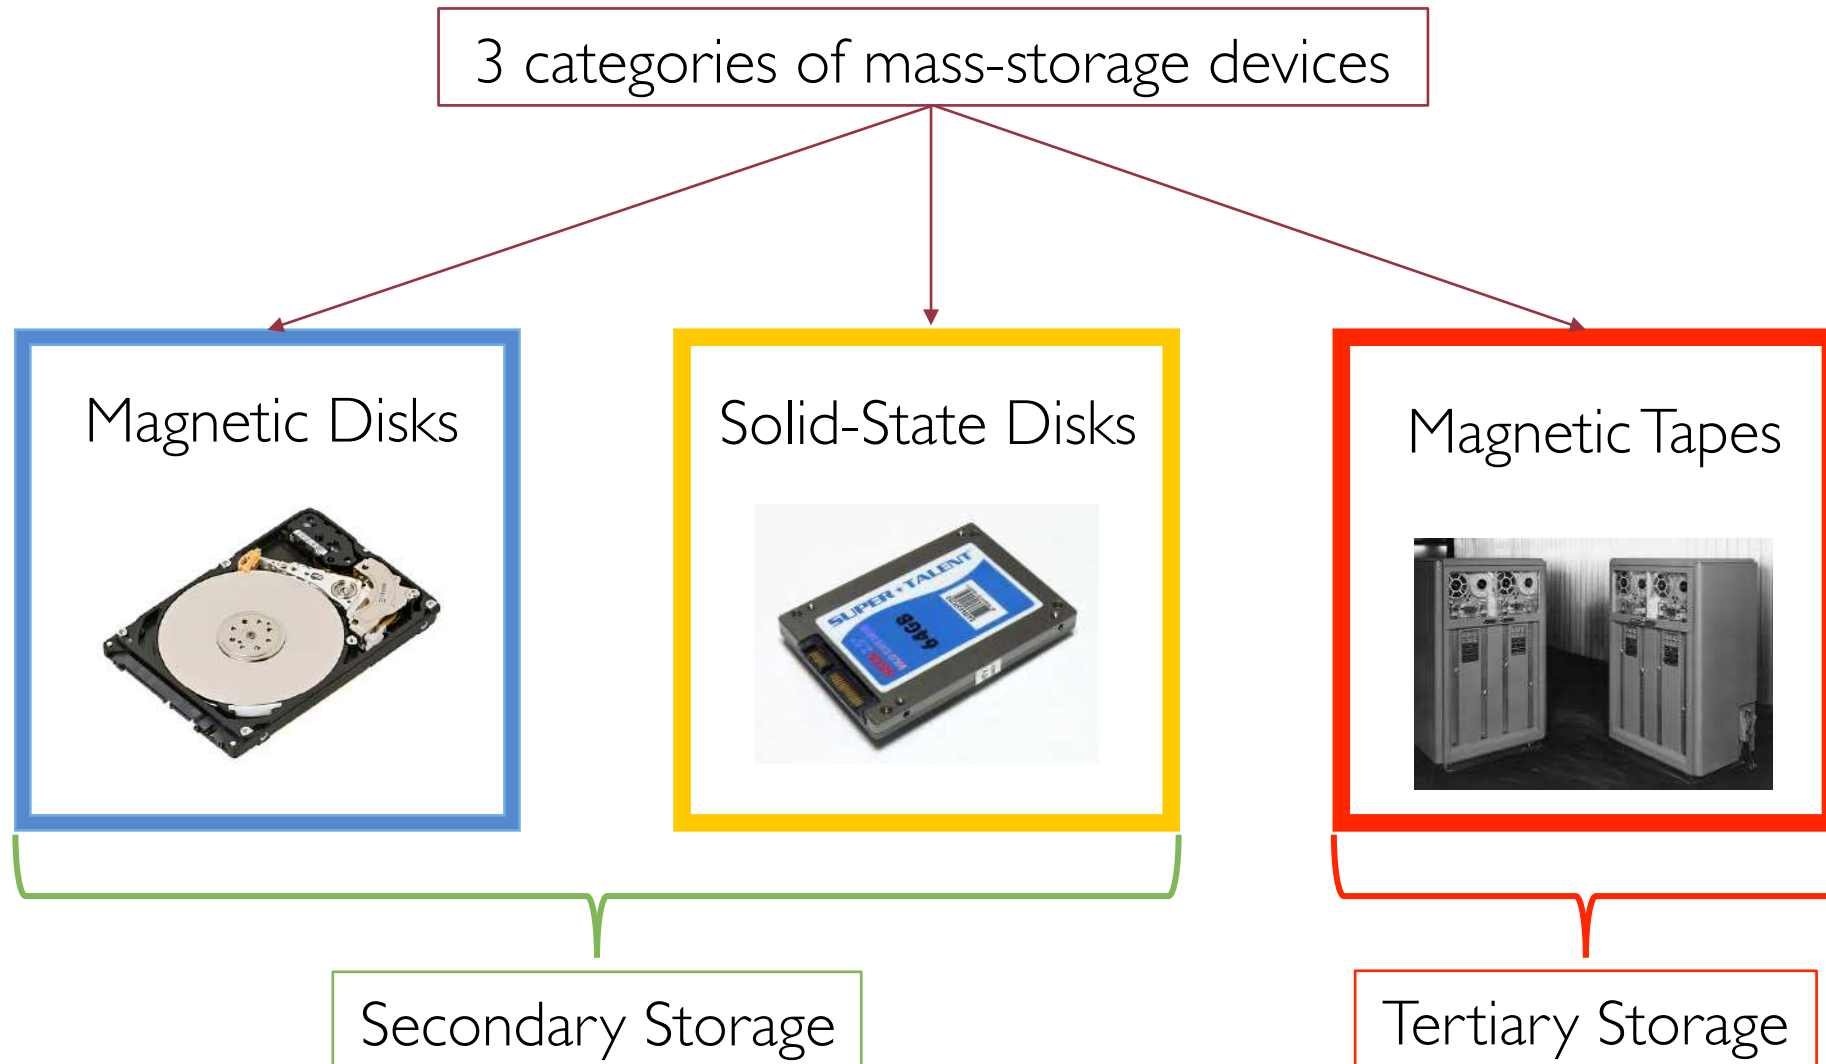 3 categories of mass-storage devices
Magnetic Disks
Solid-State Disks
Magnetic Tapes
SUPER+TALENT
64GB
Secondary Storage
Tertiary Storage